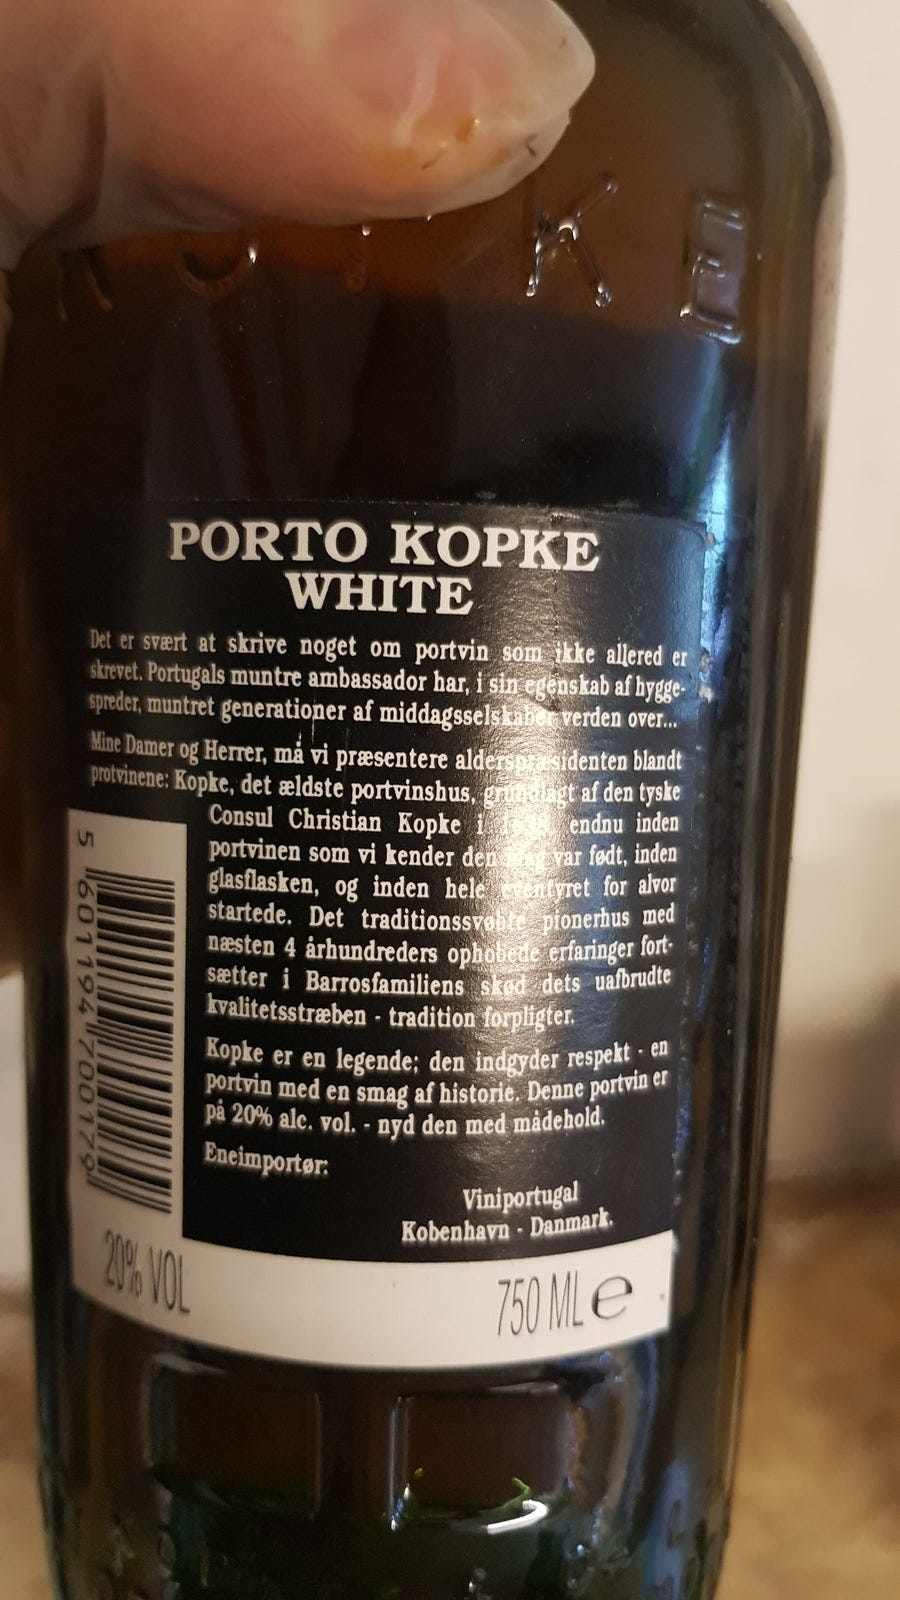 KOPKE
PORTO KOPKE
WHITE
Det er svært at skrive noget om portvin som ikke allered er
skrevet. Portugals muntre ambassador har, i sin egenskab af hygge-
spreder, muntret generationer af middagsselskaber verden over...
Mine Damer og Herrer, må vi præsentere alderspræsidenten blandt
protvinene: Kopke, det ældste portvinshus, grundlagt af den tyske
Consul Christian Kopke i endnu inden
portvinen som vi kender den idag var født, inden
glasflasken, og inden hele eventyret for alvor
startede. Det traditionssvøbte pionerhus med
næsten 4 århundreders ophobede erfaringer fort-
sætter i Barrosfamiliens skød dets uafbrudte
kvalitetsstræben - tradition forpligter.
Kopke er en legende; den indgyder respekt - en
portvin med en smag af historie. Denne portvin er
på 20% alc. vol. - nyd den med mådehold.
Eneimportør:
Viniportugal
Kobenhavn - Danmark.
5 601194 700179
20% VOL
750 ML e